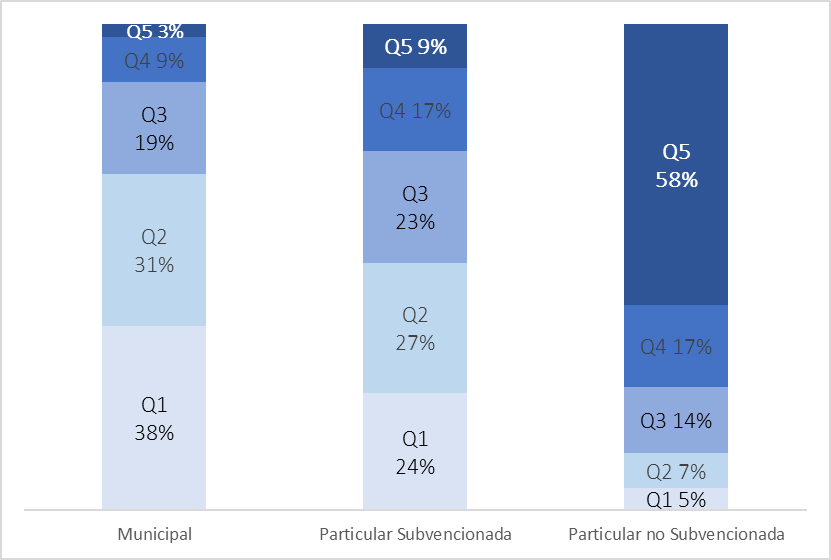 Q5 3%
Q4 9%
Q3
19%
Q2
31%
Q1
38%
Q5 9%
Q4 17%
Q3
23%
Q2
27%
Q1
24%
Q5
58%
Q4 17%
Q3 14%
Q2 7%
Q1 5%
Municipal
Particular Subvencionada
Particular no Subvencionada